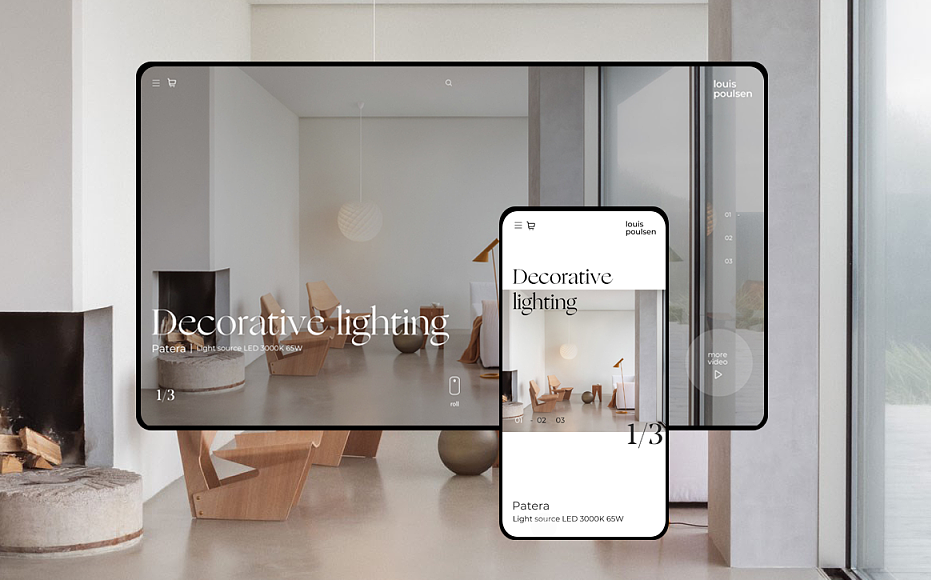 louis
poulsen
01 -
02
03
Decorative lighting
Patera | Light source LED 3000K 65W
1/3
roll
more
video
louis
poulsen
Decorative
lighting
01 - 02 03
1/3
Patera
Light source LED 3000K 65W